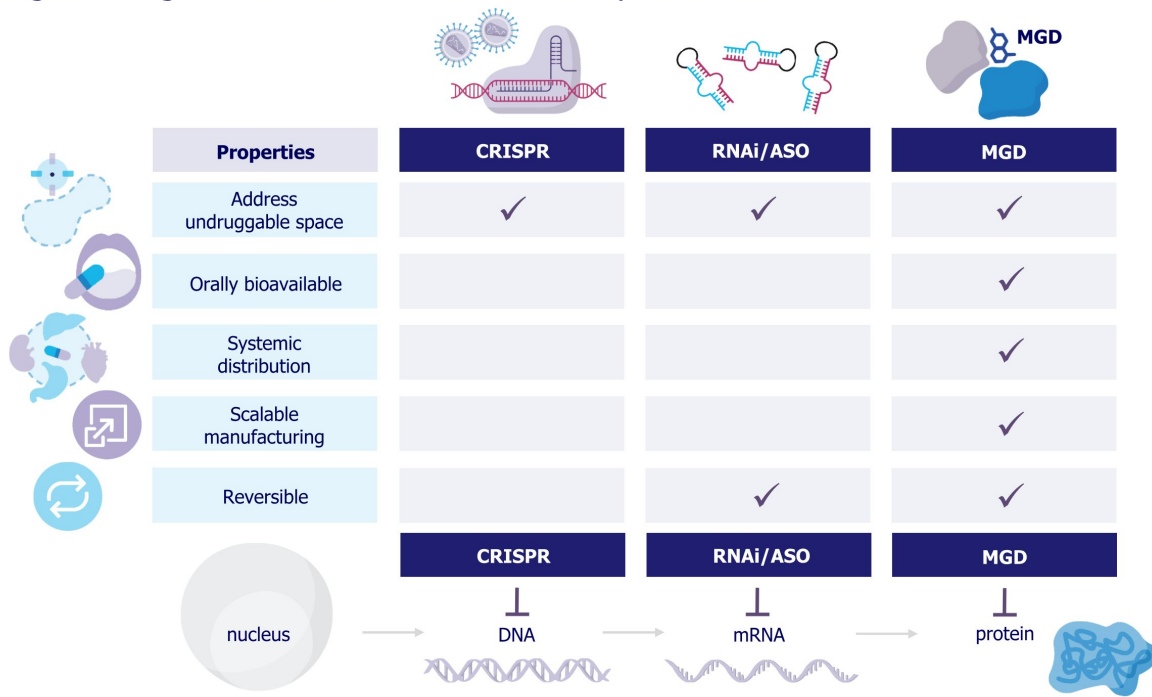 MGD
Properties
CRISPR
RNAi/ASO
MGD
Address
undruggable space
✓
✓
✓
Orally bioavailable
✓
Systemic
distribution
✓
Scalable
manufacturing
✓
Reversible
✓
✓
CRISPR
RNAi/ASO
MGD
nucleus
DNA
mRNA
protein